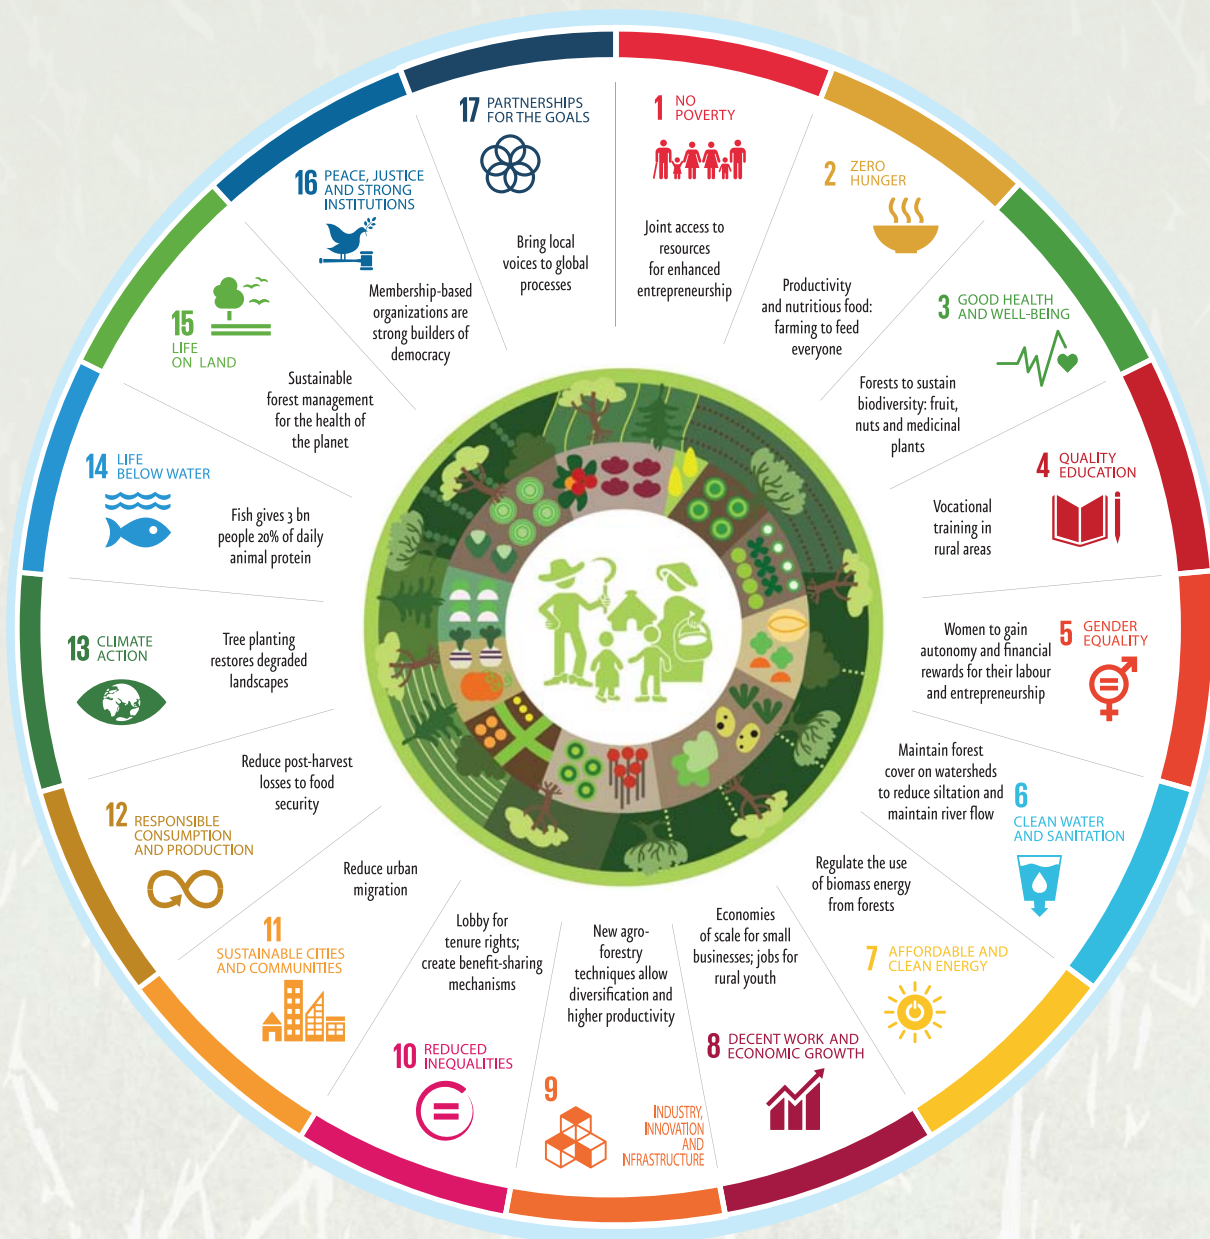 1 NO
POVERTY
Joint access to
resources
for enhanced
entrepreneurship
2 ZERO
HUNGER
Productivity
and nutritious food:
farming to feed
everyone
3 GOOD HEALTH
AND WELL-BEING
Forests to sustain
biodiversity: fruit,
nuts and medicinal
plants
4 QUALITY
EDUCATION
Vocational
training in
rural areas
5 GENDER
EQUALITY
Women to gain
autonomy and financial
rewards for their labour
and entrepreneurship
6
CLEAN WATER
AND SANITATION
Maintain forest
cover on watersheds
to reduce siltation and
maintain river flow
7 AFFORDABLE AND
CLEAN ENERGY
Regulate the use
of biomass energy
from forests
8 DECENT WORK AND
ECONOMIC GROWTH
Economies
of scale for small
businesses; jobs for
rural youth
9
INDUSTRY,
INNOVATION
AND
INFRASTRUCTURE
New agro-
forestry
techniques allow
diversification and
higher productivity
10 REDUCED
INEQUALITIES
Lobby for
tenure rights;
create benefit-sharing
mechanisms
11
SUSTAINABLE CITIES
AND COMMUNITIES
Reduce urban
migration
12 RESPONSIBLE
CONSUMPTION
AND PRODUCTION
Reduce post-harvest
losses to food
security
13 CLIMATE
ACTION
Tree planting
restores degraded
landscapes
14 LIFE
BELOW WATER
Fish gives 3 bn
people 20% of daily
animal protein
15
LIFE
ON LAND
Sustainable
forest management
for the health of
the planet
16 PEACE, JUSTICE
AND STRONG
INSTITUTIONS
Membership-based
organizations are
strong builders of
democracy
17 PARTNERSHIPS
FOR THE GOALS
Bring local
voices to global
processes